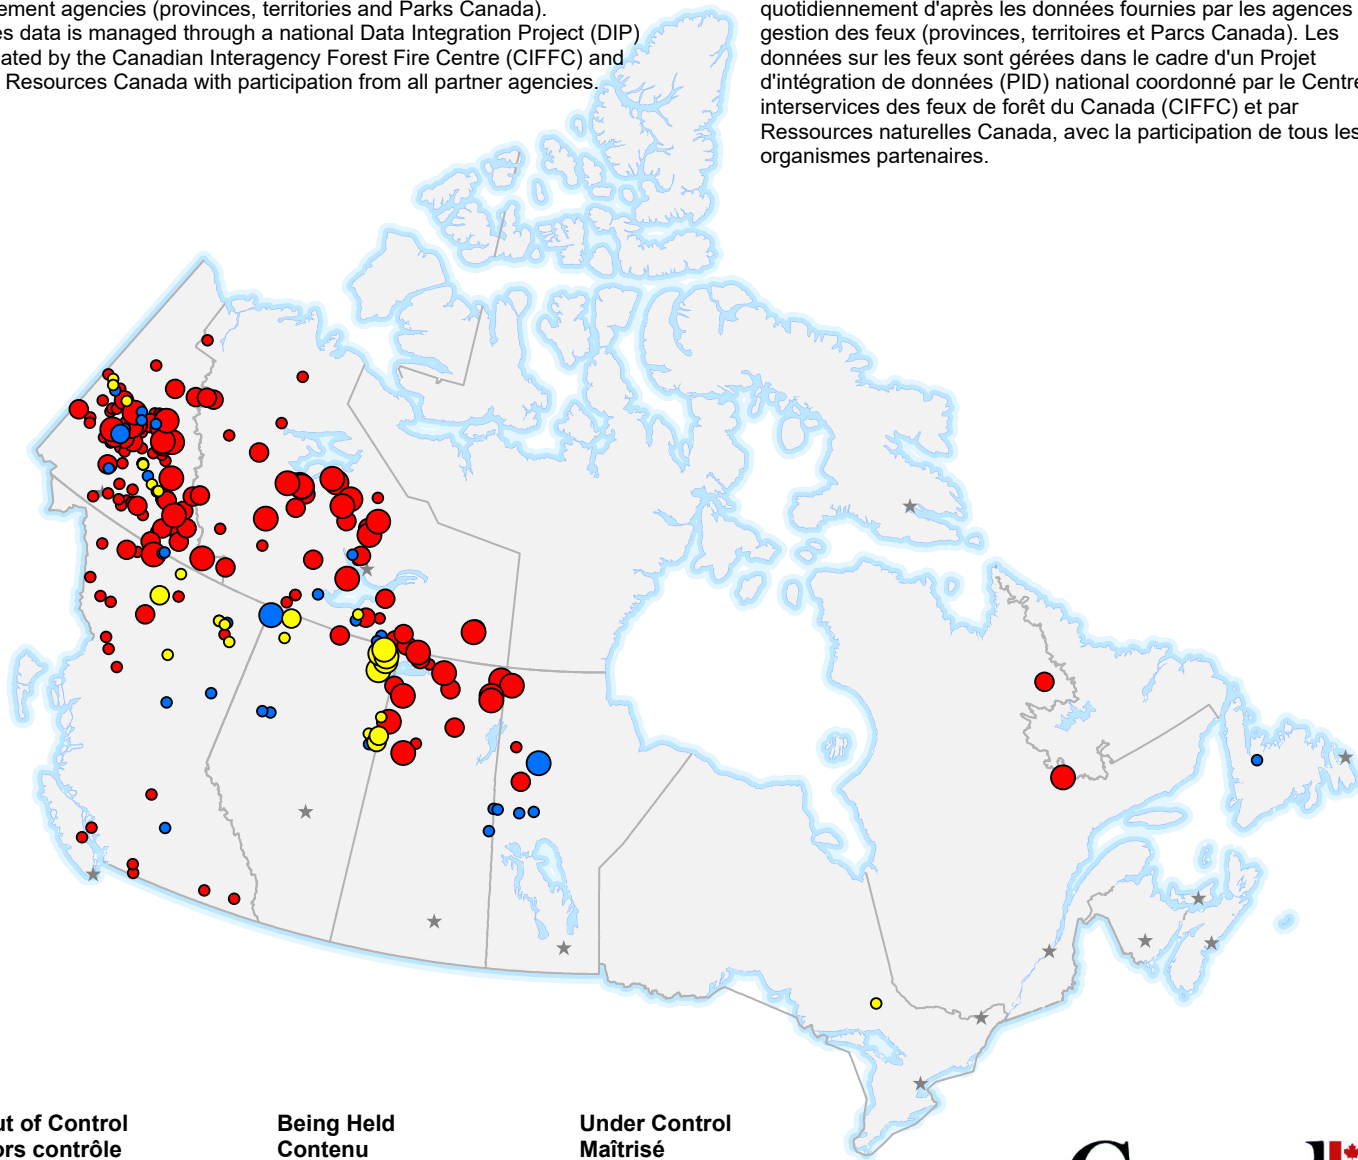 ement agencies (provinces, territories and Parks Canada).
es data is managed through a national Data Integration Project (DIP)
ated by the Canadian Interagency Forest Fire Centre (CIFFC) and
Resources Canada with participation from all partner agencies.
quotidiennement d'après les données fournies par les agences
gestion des feux (provinces, territoires et Parcs Canada). Les
données sur les feux sont gérées dans le cadre d'un Projet
d'intégration de données (PID) national coordonné par le Centre
interservices des feux de forêt du Canada (CIFFC) et par
Ressources naturelles Canada, avec la participation de tous les
organismes partenaires.
ut of Control
ors contrôle
Being Held
Contenu
Under Control
Maîtrisé